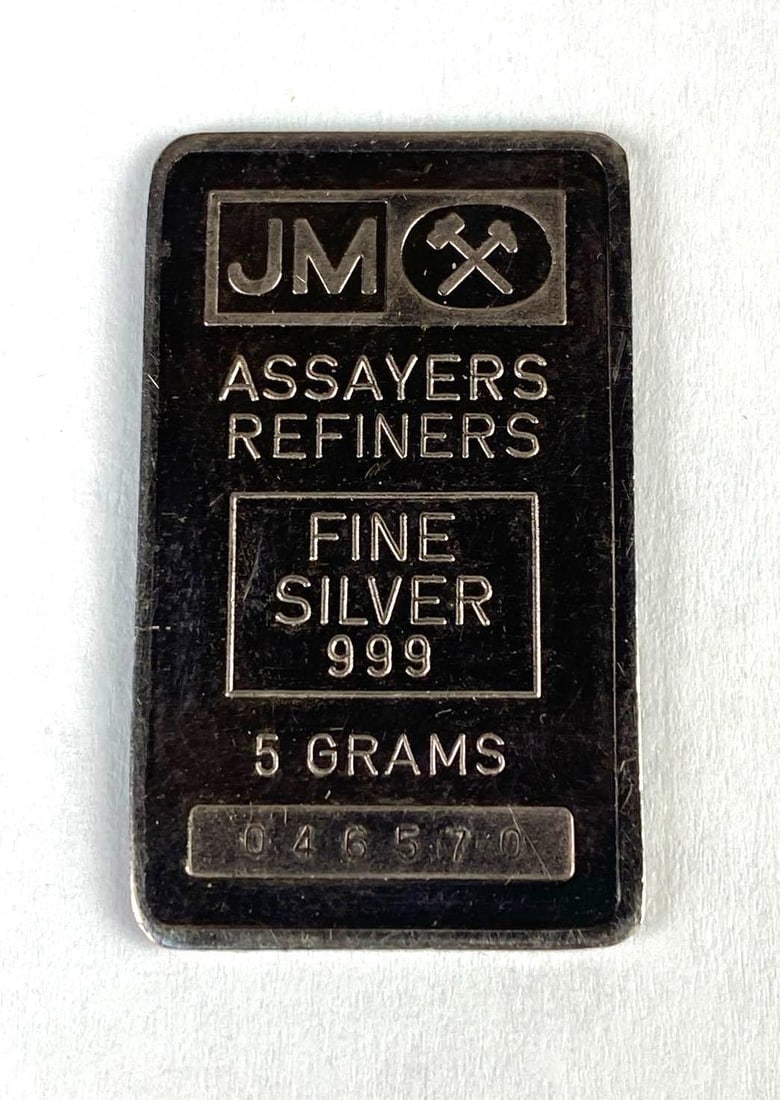 JM
ASSAYERS
REFINERS
FINE
SILVER
999
5 GRAMS
046570